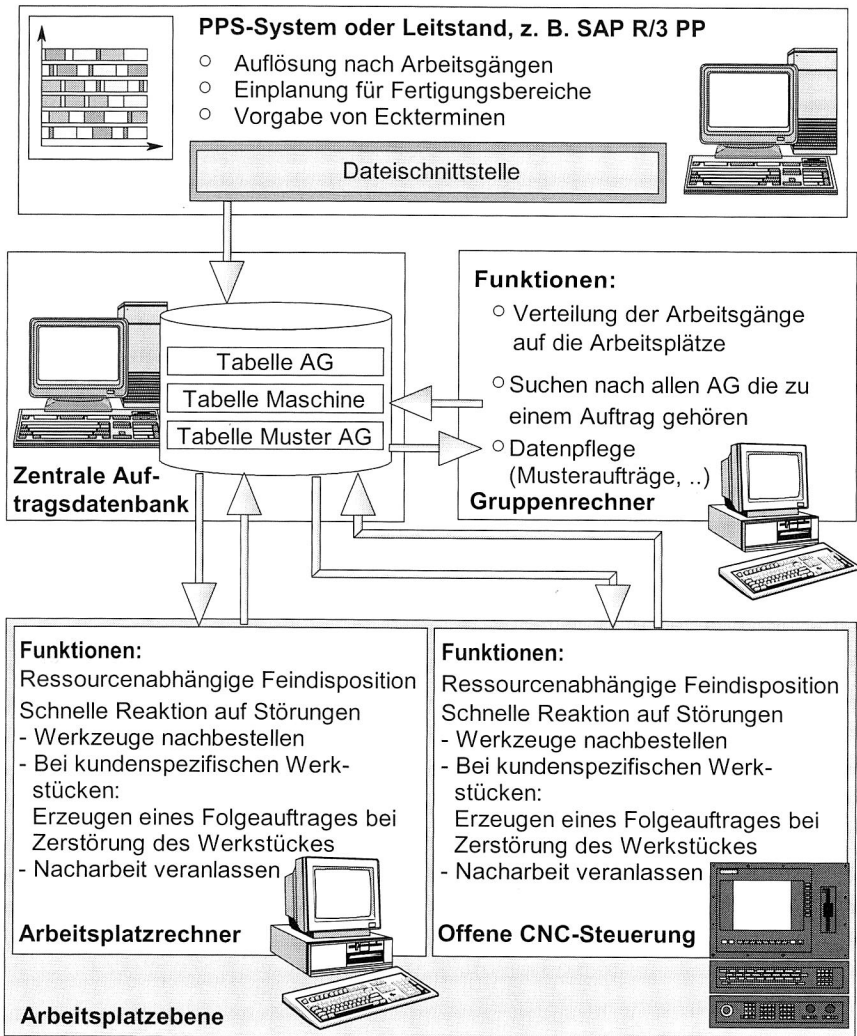 PPS-System oder Leitstand, z. B. SAP R/3 PP
○ Auflösung nach Arbeitsgängen
○ Einplanung für Fertigungsbereiche
○ Vorgabe von Eckterminen
Dateischnittstelle
Tabelle AG
Tabelle Maschine
Tabelle Muster AG
Zentrale Auf-
tragsdatenbank
Funktionen:
○ Verteilung der Arbeitsgänge
auf die Arbeitsplätze
○ Suchen nach allen AG die zu
einem Auftrag gehören
○ Datenpflege
(Musteraufträge, ..)
Gruppenrechner
Funktionen:
Ressourcenabhängige Feindisposition
Schnelle Reaktion auf Störungen
- Werkzeuge nachbestellen
- Bei kundenspezifischen Werk-
stücken:
Erzeugen eines Folgeauftrages bei
Zerstörung des Werkstückes
- Nacharbeit veranlassen
Arbeitsplatzrechner
Funktionen:
Ressourcenabhängige Feindisposition
Schnelle Reaktion auf Störungen
- Werkzeuge nachbestellen
- Bei kundenspezifischen Werk-
stücken:
Erzeugen eines Folgeauftrages bei
Zerstörung des Werkstückes
- Nacharbeit veranlassen
Offene CNC-Steuerung
Arbeitsplatzebene